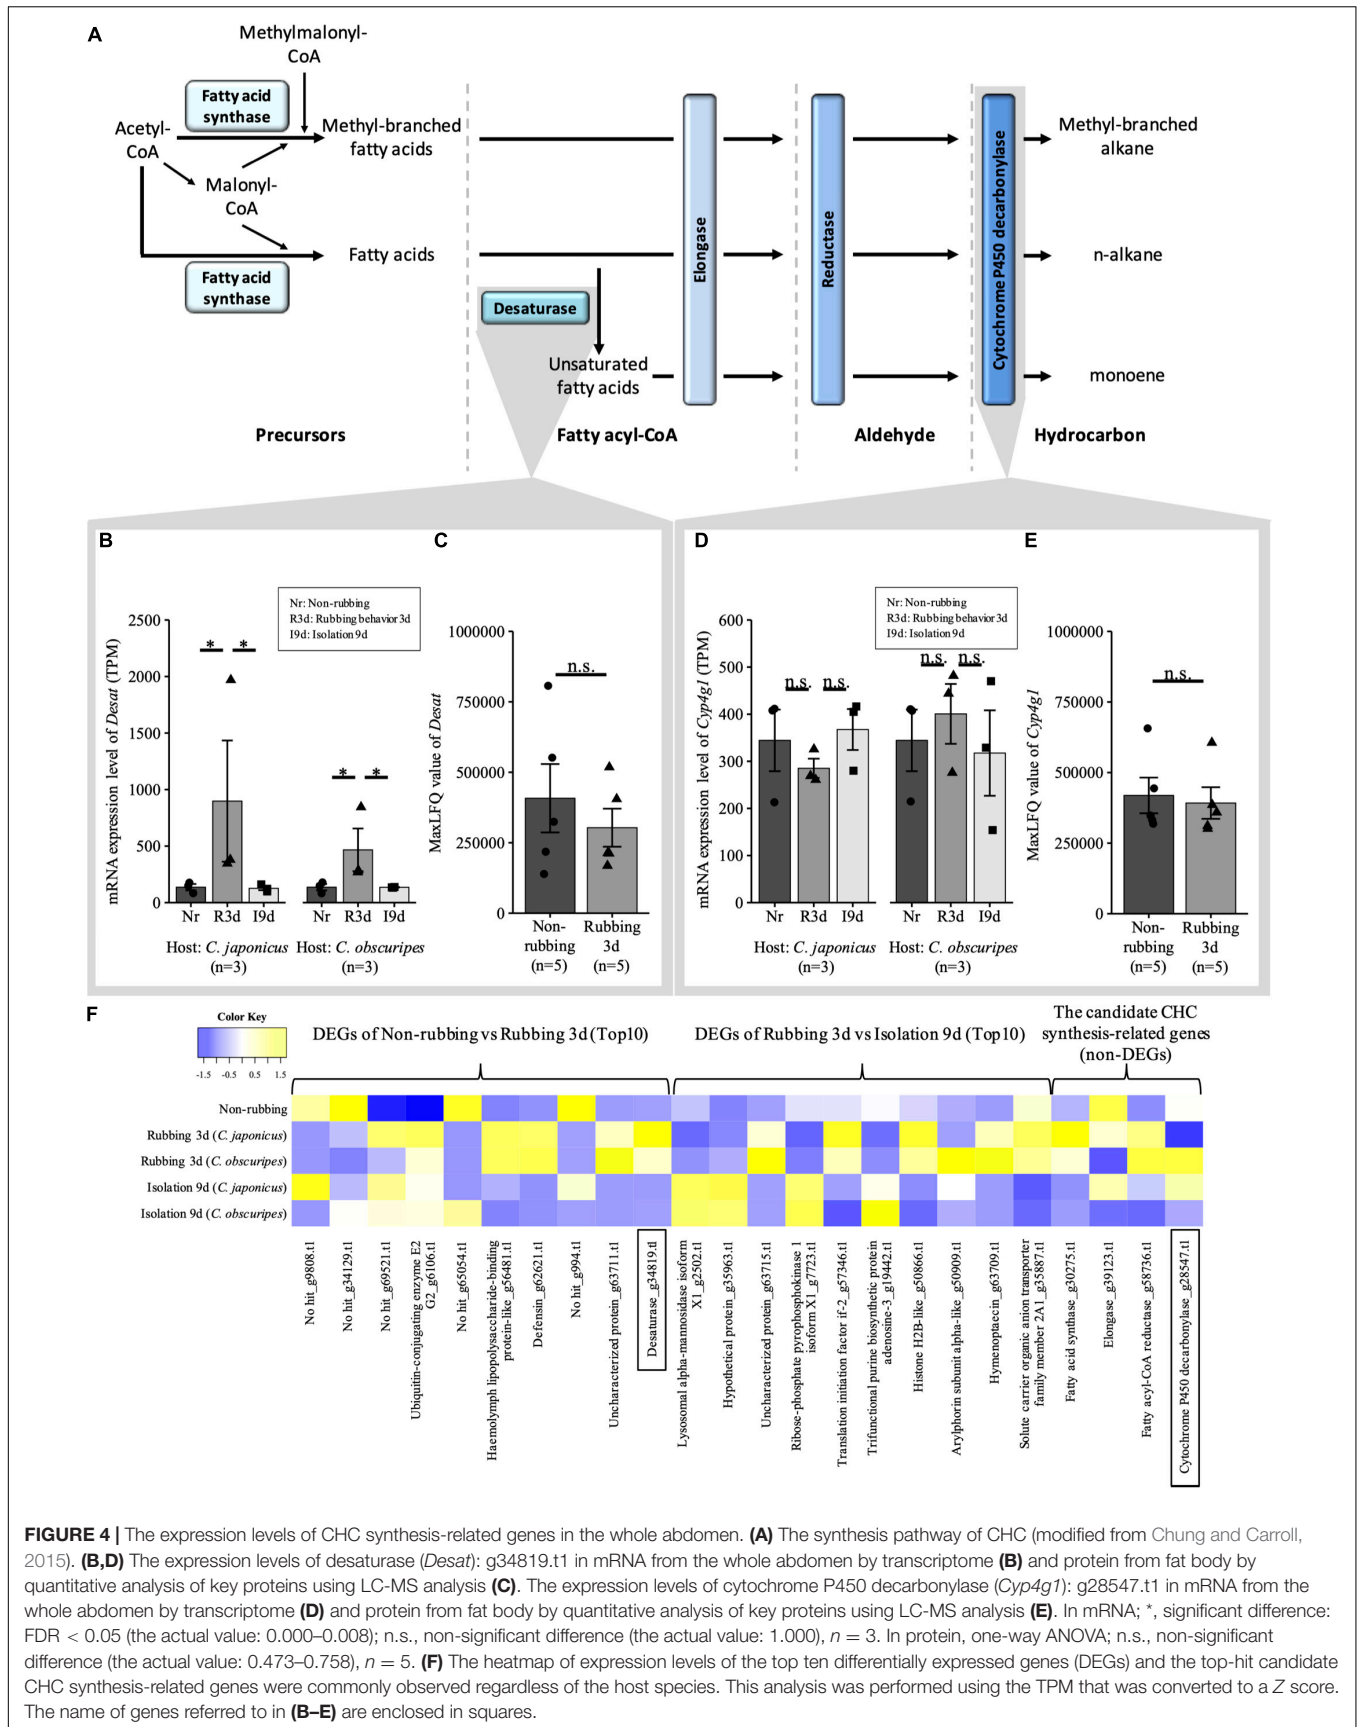 A
Methylmalonyl-
CoA
Fatty acid
synthase
Acetyl-
CoA
Methyl-branched
fatty acids
Methyl-branched
alkane
Malonyl-
CoA
Fatty acids
n-alkane
Fatty acid
synthase
Desaturase
Elongase
Reductase
Cytochrome P450 decarbonylase
Unsaturated
fatty acids
monoene
Precursors
Fatty acyl-CoA
Aldehyde
Hydrocarbon
B
Nr: Non-rubbing
R3d: Rubbing behavior 3d
I9d: Isolation 9d
mRNA expression level of Desat (TPM)
2500
2000
1500
1000
500
0
* *
* *
Nr R3d I9d Nr R3d I9d
Host: C. japonicus Host: C. obscuripes
(n=3) (n=3)
C
MaxLFQ value of Desat
1000000
750000
500000
250000
0
n.s.
Non-
rubbing
(n=5)
Rubbing
3d
(n=5)
D
Nr: Non-rubbing
R3d: Rubbing behavior 3d
I9d: Isolation 9d
mRNA expression level of Cyp4g1 (TPM)
600
500
400
300
200
100
0
n.s. n.s.
n.s. n.s.
Nr R3d I9d Nr R3d I9d
Host: C. japonicus Host: C. obscuripes
(n=3) (n=3)
E
MaxLFQ value of Cyp4g1
1000000
750000
500000
250000
0
n.s.
Non-
rubbing
(n=5)
Rubbing
3d
(n=5)
F
Color Key
-1.5 -0.5 0.5 1.5
DEGs of Non-rubbing vs Rubbing 3d (Top10)
DEGs of Rubbing 3d vs Isolation 9d (Top10)
The candidate CHC
synthesis-related genes
(non-DEGs)
Non-rubbing
Rubbing 3d (C. japonicus)
Rubbing 3d (C. obscuripes)
Isolation 9d (C. japonicus)
Isolation 9d (C. obscuripes)
No hit_g9808.t1
No hit_g34129.t1
No hit_g69521.t1
Ubiquitin-conjugating enzyme E2
G2_g6106.t1
No hit_g65054.t1
Haemolymph lipopolysaccharide-binding
protein-like_g56481.t1
Defensin_g62621.t1
No hit_g994.t1
Uncharacterized protein_g63711.t1
Desaturase_g34819.t1
Lysosomal alpha-mannosidase isoform
X1_g2502.t1
Hypothetical protein_g35963.t1
Uncharacterized protein_g63715.t1
Ribose-phosphate pyrophosphokinase 1
isoform X1_g7723.t1
Translation initiation factor if-2_g57346.t1
Trifunctional purine biosynthetic protein
adenosine-3_g19442.t1
Histone H2B-like_g50866.t1
Arylphorin subunit alpha-like_g50909.t1
Hymenoptaecin_g63709.t1
Solute carrier organic anion transporter
family member 2A1_g35887.t1
Fatty acid synthase_g30275.t1
Elongase_g39123.t1
Fatty acyl-CoA reductase_g58736.t1
Cytochrome P450 decarbonylase_g28547.t1
FIGURE 4 | The expression levels of CHC synthesis-related genes in the whole abdomen. (A) The synthesis pathway of CHC (modified from Chung and Carroll,
2015). (B,D) The expression levels of desaturase (Desat): g34819.t1 in mRNA from the whole abdomen by transcriptome (B) and protein from fat body by
quantitative analysis of key proteins using LC-MS analysis (C). The expression levels of cytochrome P450 decarbonylase (Cyp4g1): g28547.t1 in mRNA from the
whole abdomen by transcriptome (D) and protein from fat body by quantitative analysis of key proteins using LC-MS analysis (E). In mRNA; *, significant difference:
FDR < 0.05 (the actual value: 0.000–0.008); n.s., non-significant difference (the actual value: 1.000), n = 3. In protein, one-way ANOVA; n.s., non-significant
difference (the actual value: 0.473–0.758), n = 5. (F) The heatmap of expression levels of the top ten differentially expressed genes (DEGs) and the top-hit candidate
CHC synthesis-related genes were commonly observed regardless of the host species. This analysis was performed using the TPM that was converted to a Z score.
The name of genes referred to in (B–E) are enclosed in squares.